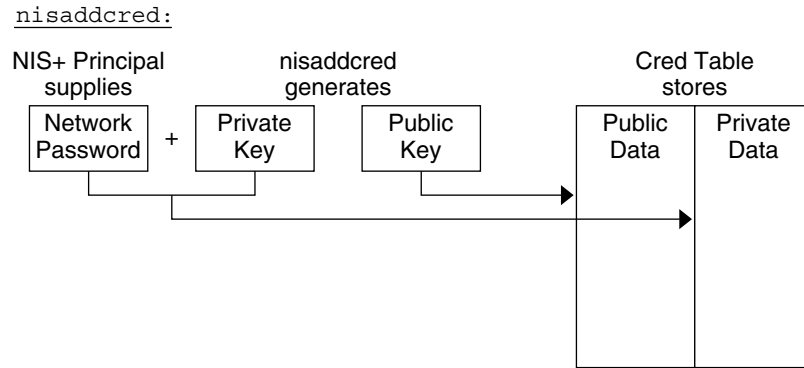 nisaddcred:
NIS+ Principal
supplies
nisaddcred
generates
Cred Table
stores
Network
Password
+
Private
Key
Public
Key
Public
Data
Private
Data